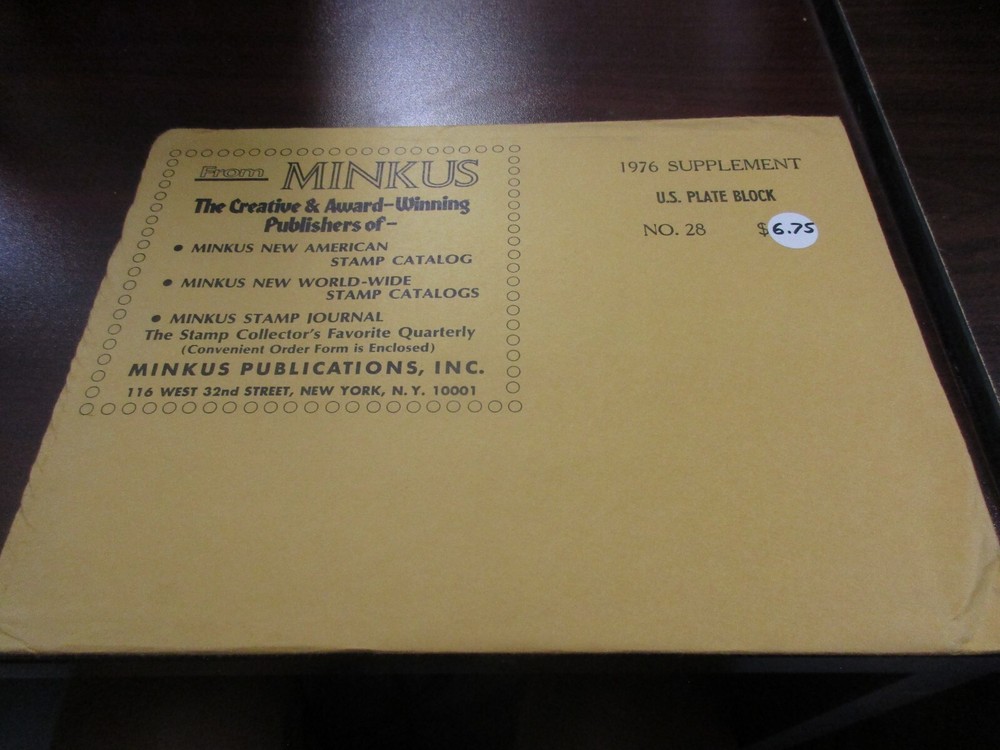 From MINKUS
The Creative & Award-Winning
Publishers of-
• MINKUS NEW AMERICAN
STAMP CATALOG
• MINKUS NEW WORLD-WIDE
STAMP CATALOGS
• MINKUS STAMP JOURNAL
The Stamp Collector's Favorite Quarterly
(Convenient Order Form is Enclosed)
MINKUS PUBLICATIONS, INC.
116 WEST 32nd STREET, NEW YORK, N.Y. 10001
1976 SUPPLEMENT
U.S. PLATE BLOCK
NO. 28 $6.75